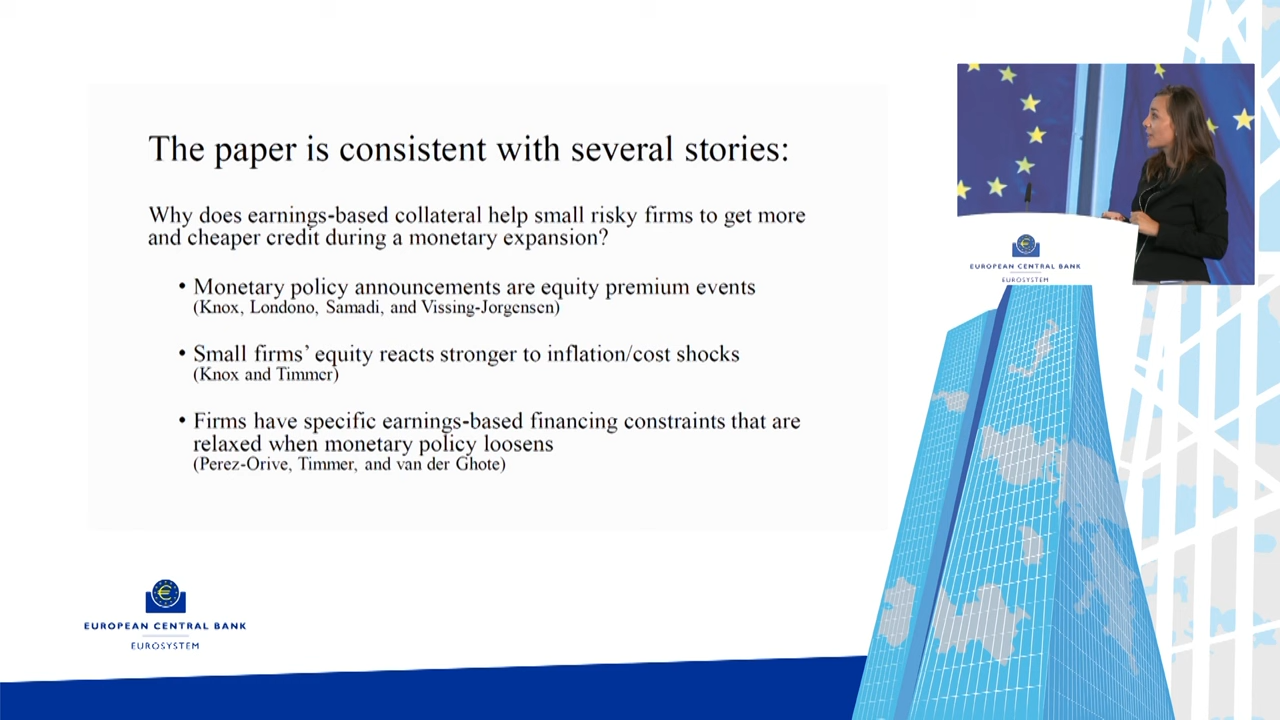 The paper is consistent with several stories:
Why does earnings-based collateral help small risky firms to get more
and cheaper credit during a monetary expansion?
• Monetary policy announcements are equity premium events
(Knox, Londono, Samadi, and Vissing-Jorgensen)
• Small firms' equity reacts stronger to inflation/cost shocks
(Knox and Timmer)
• Firms have specific earnings-based financing constraints that are
relaxed when monetary policy loosens
(Perez-Orive, Timmer, and van der Ghote)
EUROPEAN CENTRAL BANK
EUROSYSTEM
EUROPEAN CENTRAL BANK
EUROSYSTEM